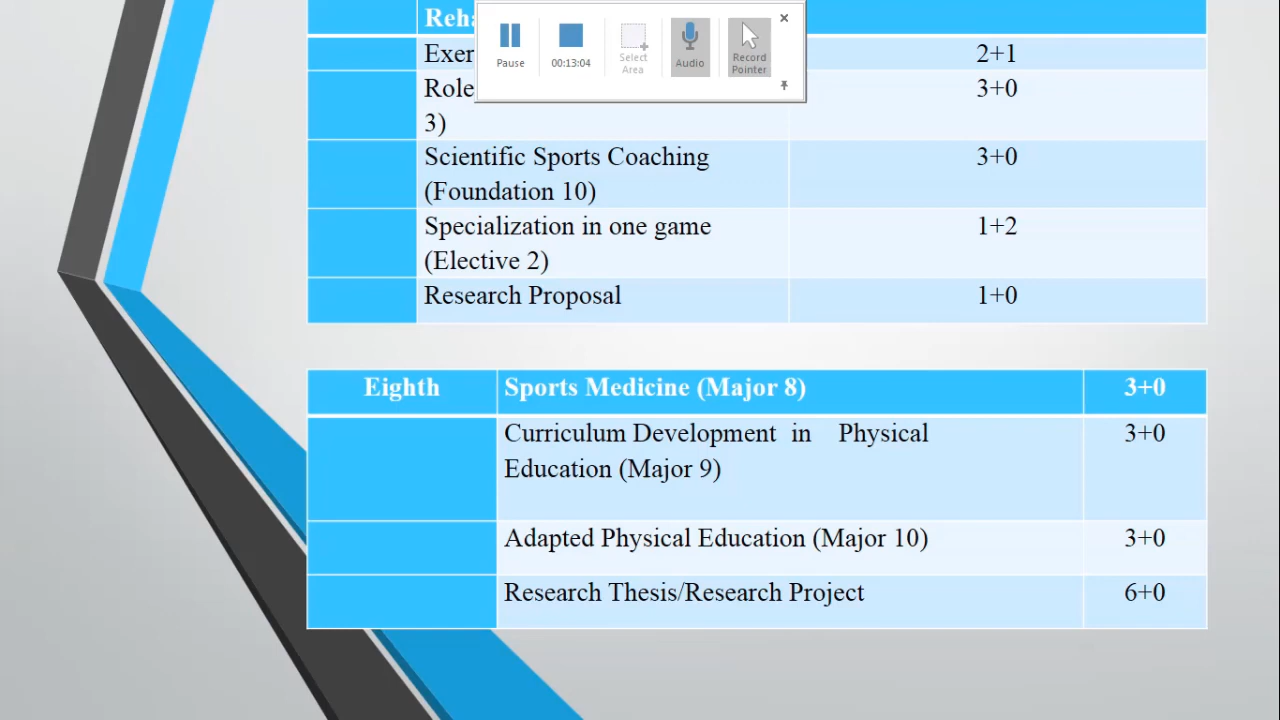 Pause
00:13:04
Select
Area
Audio
Record
Pointer
2+1
Role 3+0
3)
Scientific Sports Coaching 3+0
(Foundation 10)
Specialization in one game 1+2
(Elective 2)
Research Proposal 1+0
Eighth Sports Medicine (Major 8) 3+0
Curriculum Development in Physical 3+0
Education (Major 9)
Adapted Physical Education (Major 10) 3+0
Research Thesis/Research Project 6+0